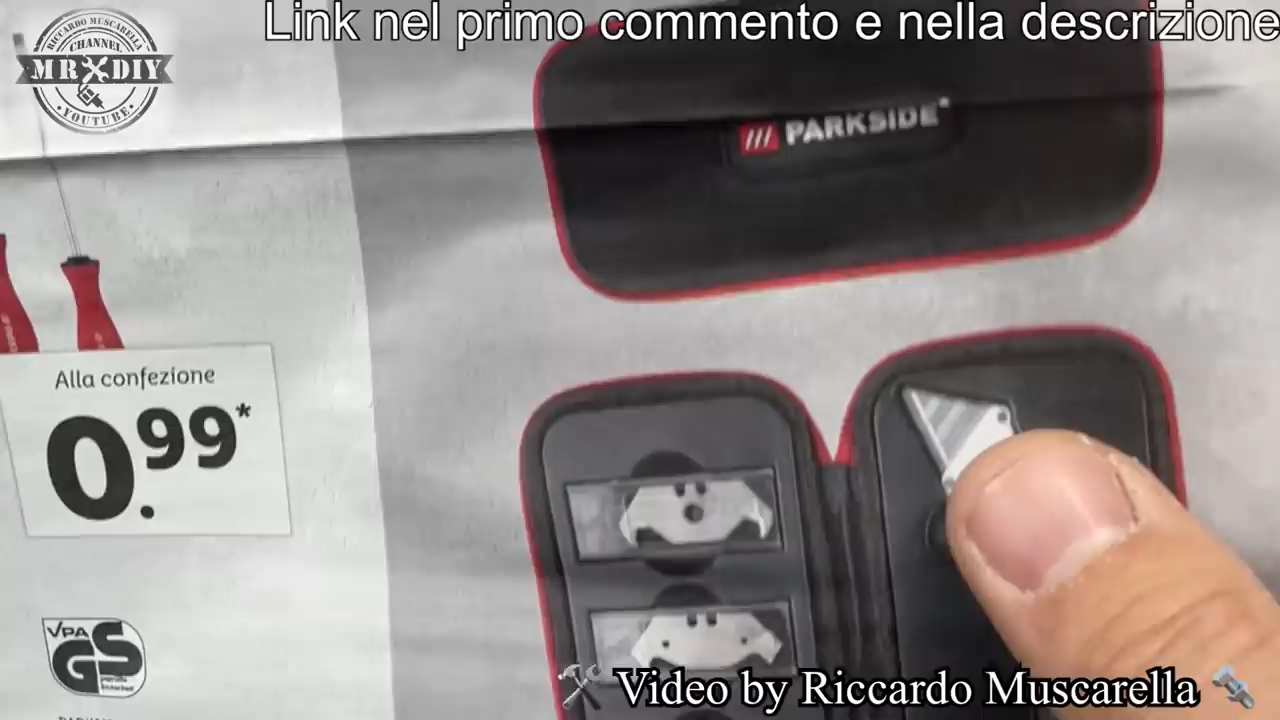 Link nel primo commento e nella descrizione
RICCARDO MUSCARELLA
CHANNEL
MR DIY
YOUTUBE
PARKSIDE
Alla confezione
0.99*
VPA
GS
Video by Riccardo Muscarella